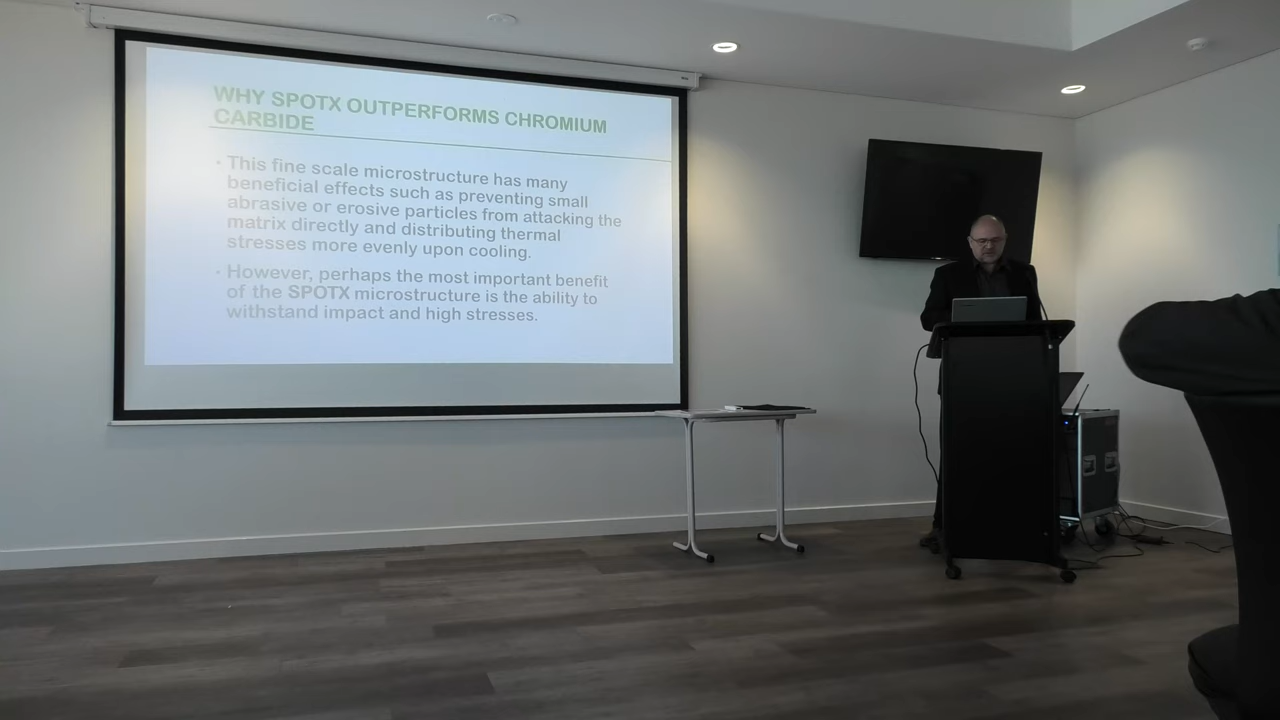 WHY SPOTX OUTPERFORMS CHROMIUM
CARBIDE
• This fine scale microstructure has many
beneficial effects such as preventing small
abrasive or erosive particles from attacking the
matrix directly and distributing thermal
stresses more evenly upon cooling.
• However, perhaps the most important benefit
of the SPOTX microstructure is the ability to
withstand impact and high stresses.